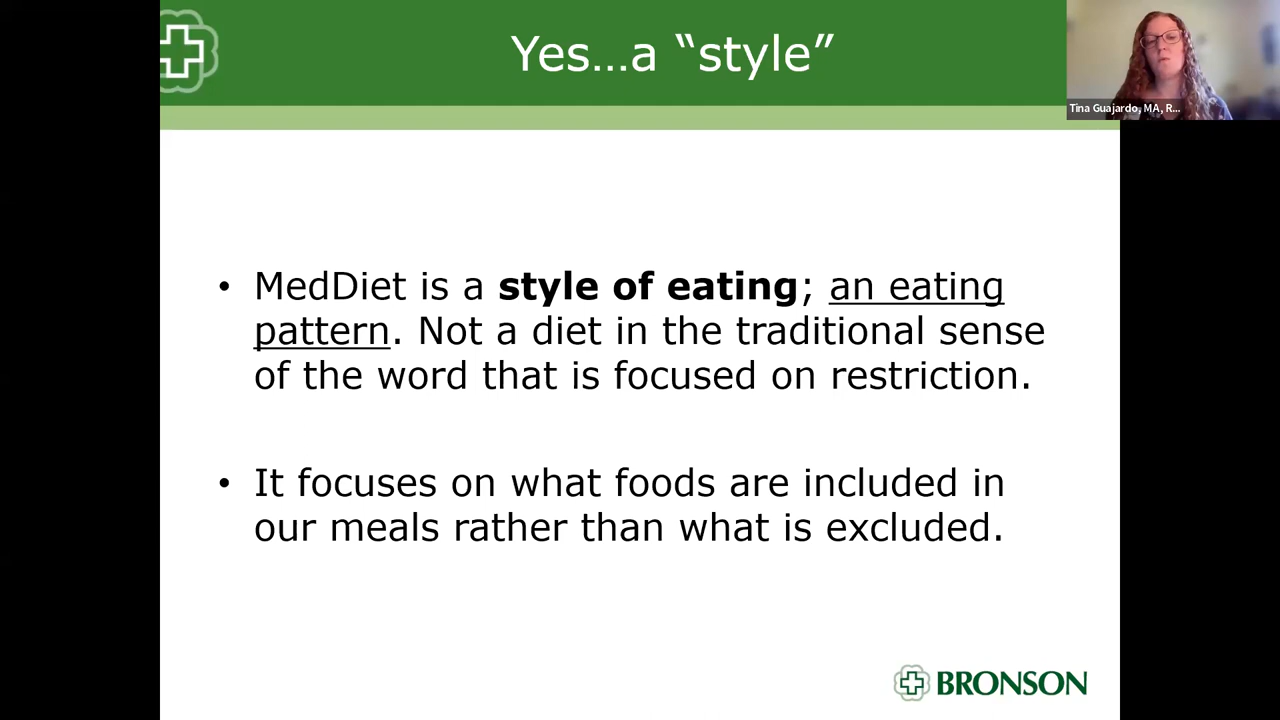 Yes...a “style”
Tina Guajardo, MA, R...
• MedDiet is a style of eating; an eating
pattern. Not a diet in the traditional sense
of the word that is focused on restriction.
• It focuses on what foods are included in
our meals rather than what is excluded.
BRONSON